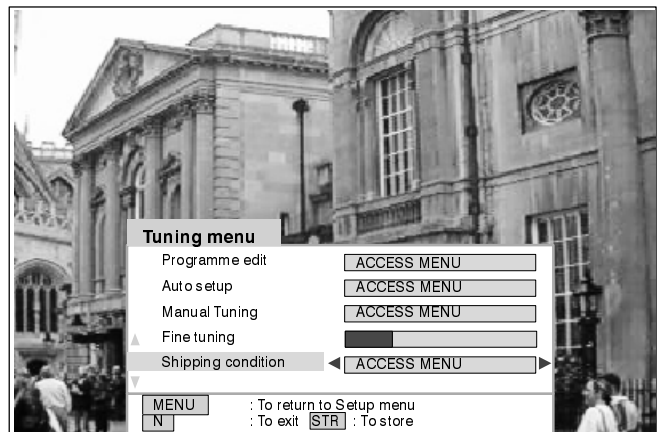 Tuning menu
Programme edit ACCESS MENU
Auto setup ACCESS MENU
Manual Tuning ACCESS MENU
Fine tuning
Shipping condition ACCESS MENU
MENU : To return to Setup menu
N : To exit STR : To store